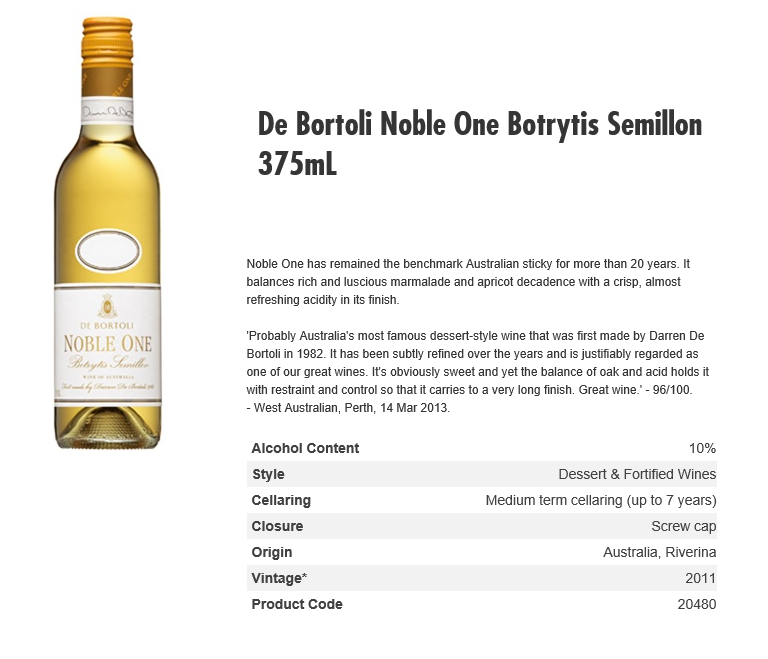 De Bortoli Noble One Botrytis Semillon
375mL
Noble One has remained the benchmark Australian sticky for more than 20 years. It
balances rich and luscious marmalade and apricot decadence with a crisp, almost
refreshing acidity in its finish.
'Probably Australia's most famous dessert-style wine that was first made by Darren De
Bortoli in 1982. It has been subtly refined over the years and is justifiably regarded as
one of our great wines. It's obviously sweet and yet the balance of oak and acid holds it
with restraint and control so that it carries to a very long finish. Great wine.' - 96/100.
- West Australian, Perth, 14 Mar 2013.
Alcohol Content 10%
Style Dessert & Fortified Wines
Cellaring Medium term cellaring (up to 7 years)
Closure Screw cap
Origin Australia, Riverina
Vintage* 2011
Product Code 20480
DE BORTOLI
NOBLE ONE
Botrytis Semillon
WINE OF AUSTRALIA